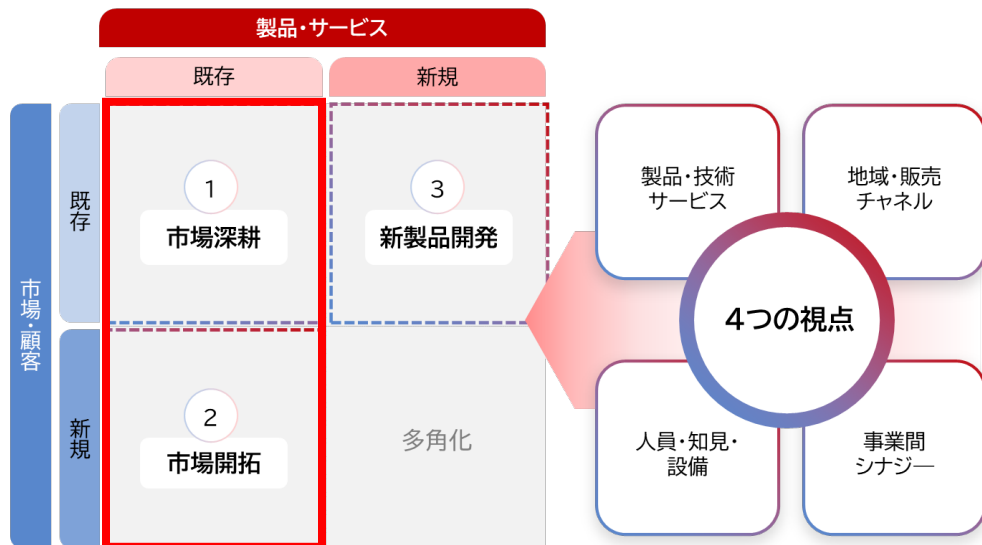 製品・サービス
既存
新規
市場・顧客
既存
新規
1
市場深耕
3
新製品開発
2
市場開拓
多角化
製品・技術
サービス
地域・販売
チャネル
4つの視点
人員・知見・
設備
事業間
シナジー